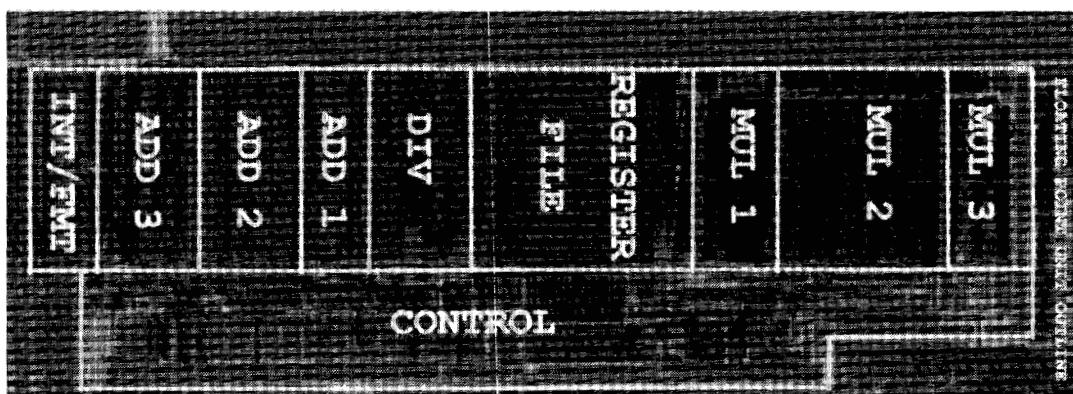 INT/FMT
ADD 3
ADD 2
ADD 1
DIV
REGISTER
FILE
MUL 1
MUL 2
MUL 3
FLOATING POINT UNIT OUTLINE
CONTROL